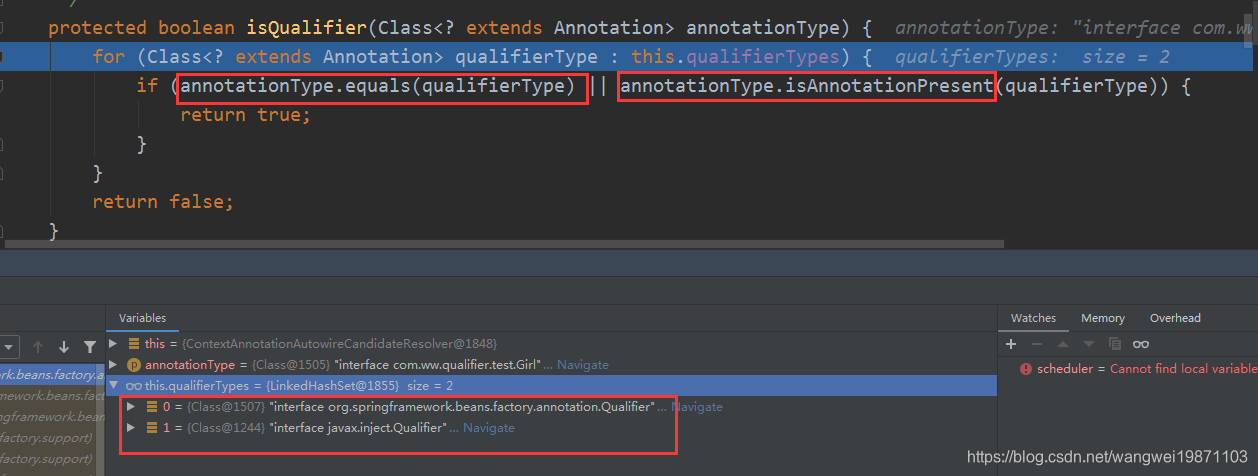 */
protected boolean isQualifier(Class<? extends Annotation> annotationType) { annotationType: "interface com.ww
for (Class<? extends Annotation> qualifierType : this.qualifierTypes) { qualifierTypes: size = 2
if (annotationType.equals(qualifierType) || annotationType.isAnnotationPresent(qualifierType)) {
return true;
}
}
return false;
}
Variables
Watches Memory Overhead
this = {ContextAnnotationAutowireCandidateResolver@1848}
p annotationType = {Class@1505} "interface com.ww.qualifier.test.Girl"... Navigate
this.qualifierTypes = {LinkedHashSet@1855} size = 2
0 = {Class@1507} "interface org.springframework.beans.factory.annotation.Qualifier"... Navigate
1 = {Class@1244} "interface javax.inject.Qualifier"... Navigate
scheduler = Cannot find local variable
rk.beans.factory.a
mework.beans.fact
ringframework.beans
factory.support)
factory.support)
https://blog.csdn.net/wangwei19871103